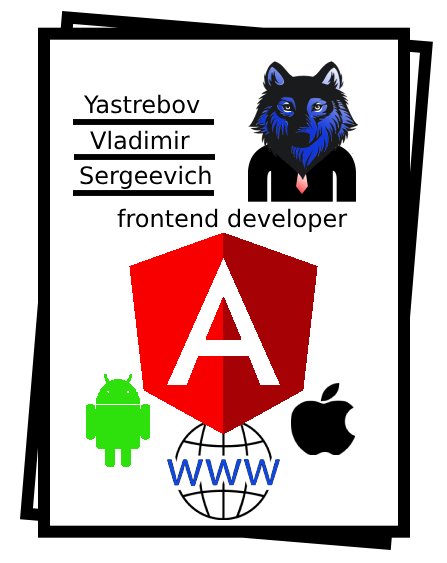 Yastrebov
Vladimir
Sergeevich
frontend developer
A
WWW